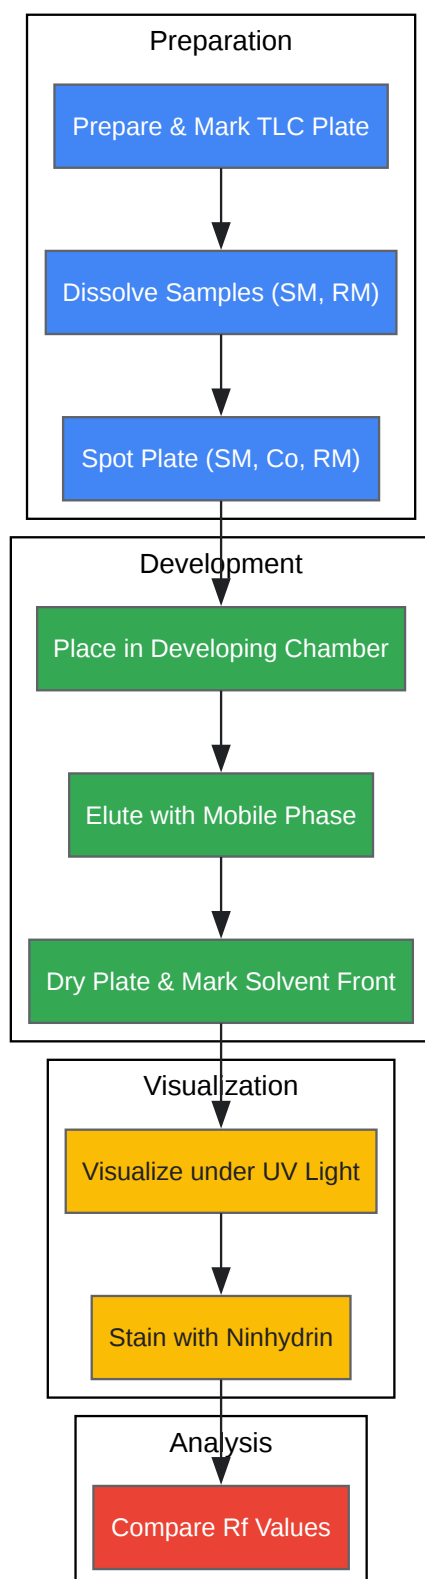 Preparation
Prepare & Mark TLC Plate
Dissolve Samples (SM, RM)
Spot Plate (SM, Co, RM)
Development
Place in Developing Chamber
Elute with Mobile Phase
Dry Plate & Mark Solvent Front
Visualization
Visualize under UV Light
Stain with Ninhydrin
Analysis
Compare Rf Values